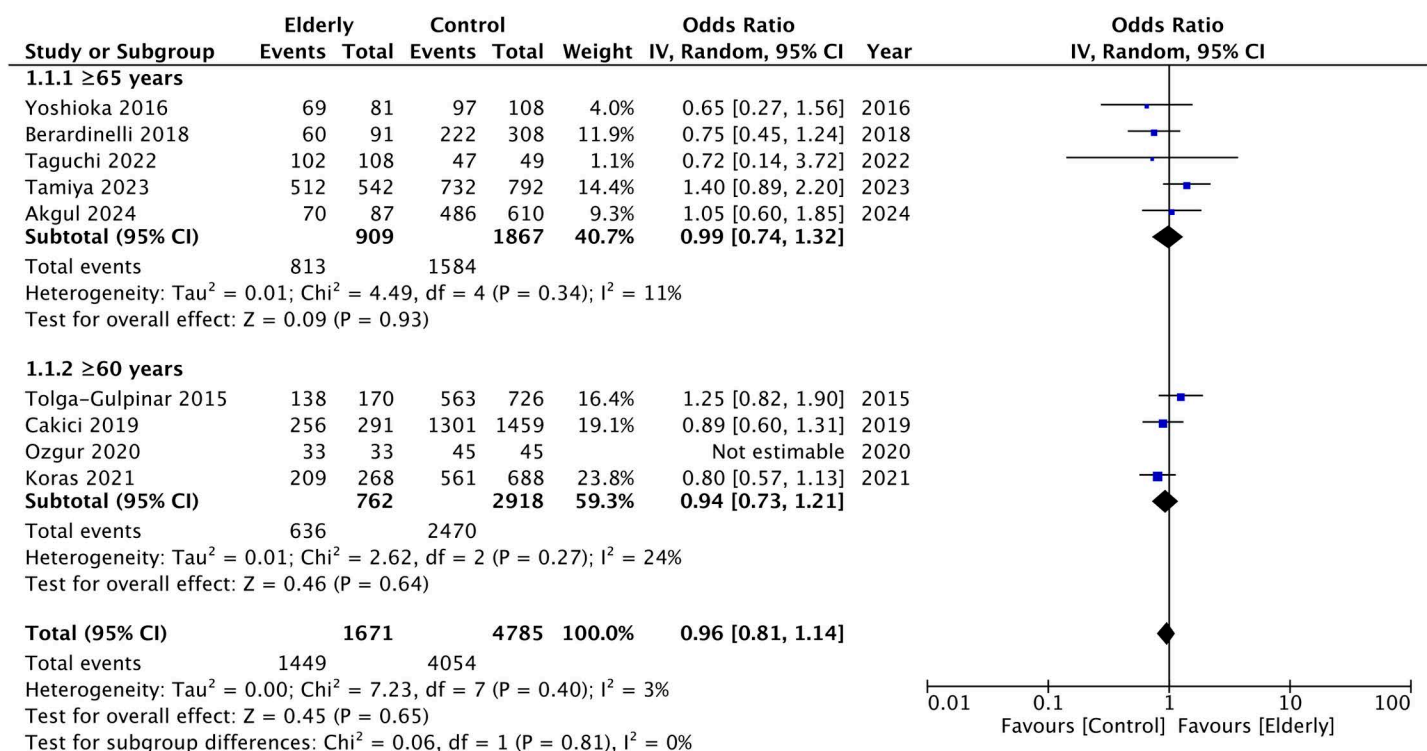 Elderly Control Odds Ratio Odds Ratio
Study or Subgroup Events Total Events Total Weight IV, Random, 95% CI Year IV, Random, 95% CI
1.1.1 ≥65 years
Yoshioka 2016 69 81 97 108 4.0% 0.65 [0.27, 1.56] 2016
Berardinelli 2018 60 91 222 308 11.9% 0.75 [0.45, 1.24] 2018
Taguchi 2022 102 108 47 49 1.1% 0.72 [0.14, 3.72] 2022
Tamiya 2023 512 542 732 792 14.4% 1.40 [0.89, 2.20] 2023
Akgul 2024 70 87 486 610 9.3% 1.05 [0.60, 1.85] 2024
Subtotal (95% CI) 909 1867 40.7% 0.99 [0.74, 1.32]
Total events 813 1584
Heterogeneity: Tau² = 0.01; Chi² = 4.49, df = 4 (P = 0.34); I² = 11%
Test for overall effect: Z = 0.09 (P = 0.93)
1.1.2 ≥60 years
Tolga-Gulpinar 2015 138 170 563 726 16.4% 1.25 [0.82, 1.90] 2015
Cakici 2019 256 291 1301 1459 19.1% 0.89 [0.60, 1.31] 2019
Ozgur 2020 33 33 45 45 Not estimable 2020
Koras 2021 209 268 561 688 23.8% 0.80 [0.57, 1.13] 2021
Subtotal (95% CI) 762 2918 59.3% 0.94 [0.73, 1.21]
Total events 636 2470
Heterogeneity: Tau² = 0.01; Chi² = 2.62, df = 2 (P = 0.27); I² = 24%
Test for overall effect: Z = 0.46 (P = 0.64)
Total (95% CI) 1671 4785 100.0% 0.96 [0.81, 1.14]
Total events 1449 4054
Heterogeneity: Tau² = 0.00; Chi² = 7.23, df = 7 (P = 0.40); I² = 3%
Test for overall effect: Z = 0.45 (P = 0.65)
Test for subgroup differences: Chi² = 0.06, df = 1 (P = 0.81), I² = 0%
0.01 0.1 1 10 100
Favours [Control] Favours [Elderly]